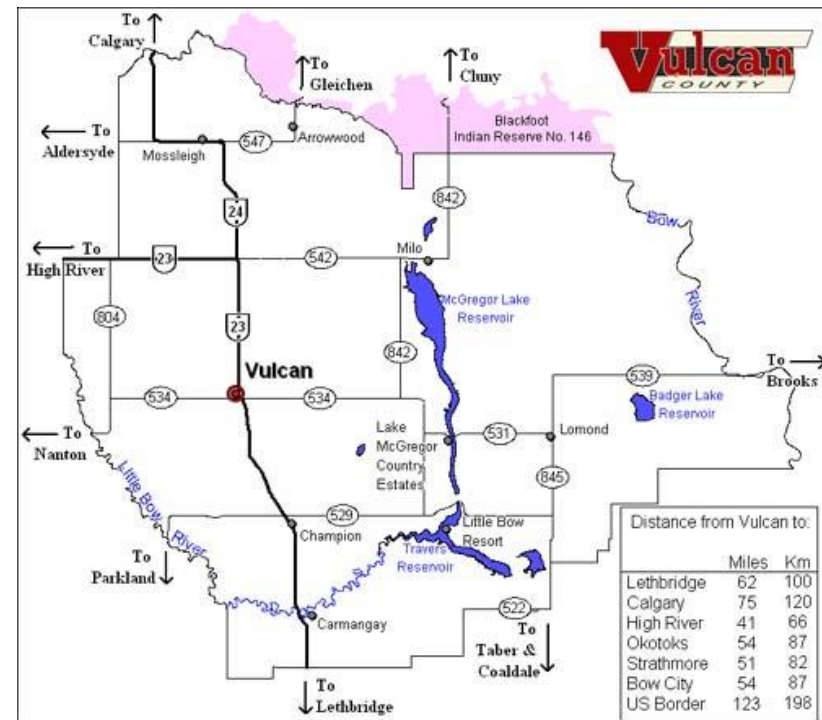 To
Calgary
To
Gleichen
To
Cluny
Vulcan
COUNTY
Blackfoot
Indian Reserve No. 146
To
Aldersyde
Mossleigh
547
Arrowwood
24
842
Bow
River
To
High River
23
542
Milo
804
23
McGregor Lake
Reservoir
842
Vulcan
534
534
539
To
Brooks
Badger Lake
Reservoir
To
Nanton
Lake
McGregor
Country
Estates
531
Lomond
845
Little Bow
River
529
Champion
Little Bow
Resort
Travers
Reservoir
To
Parkland
Carmangay
522
To
Taber &
Coaldale
To
Lethbridge
Distance from Vulcan to:
Miles Km
Lethbridge 62 100
Calgary 75 120
High River 41 66
Okotoks 54 87
Strathmore 51 82
Bow City 54 87
US Border 123 198